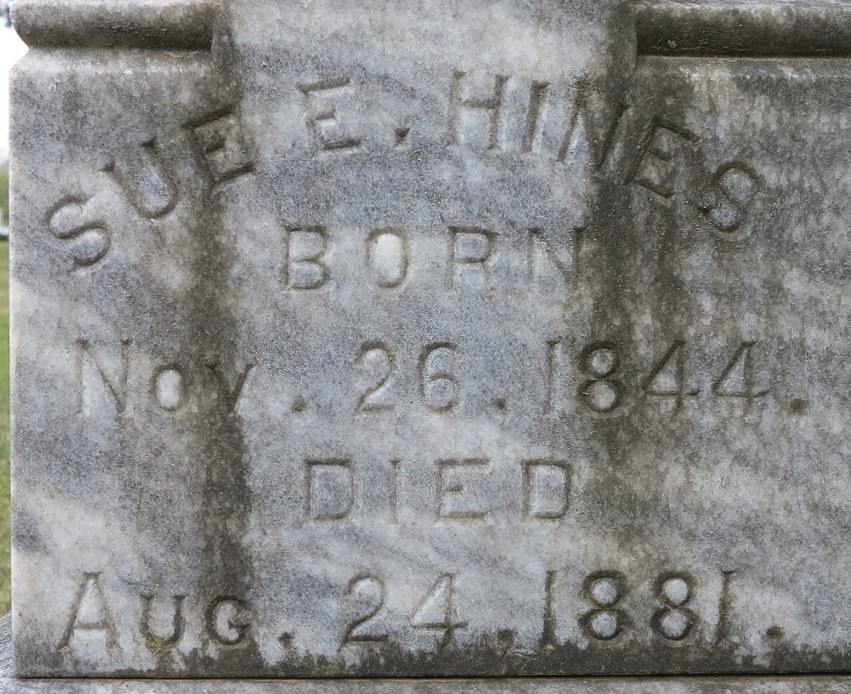 SUE E. HINES
BORN
Nov. 26. 1844.
DIED
Aug. 24. 1881.